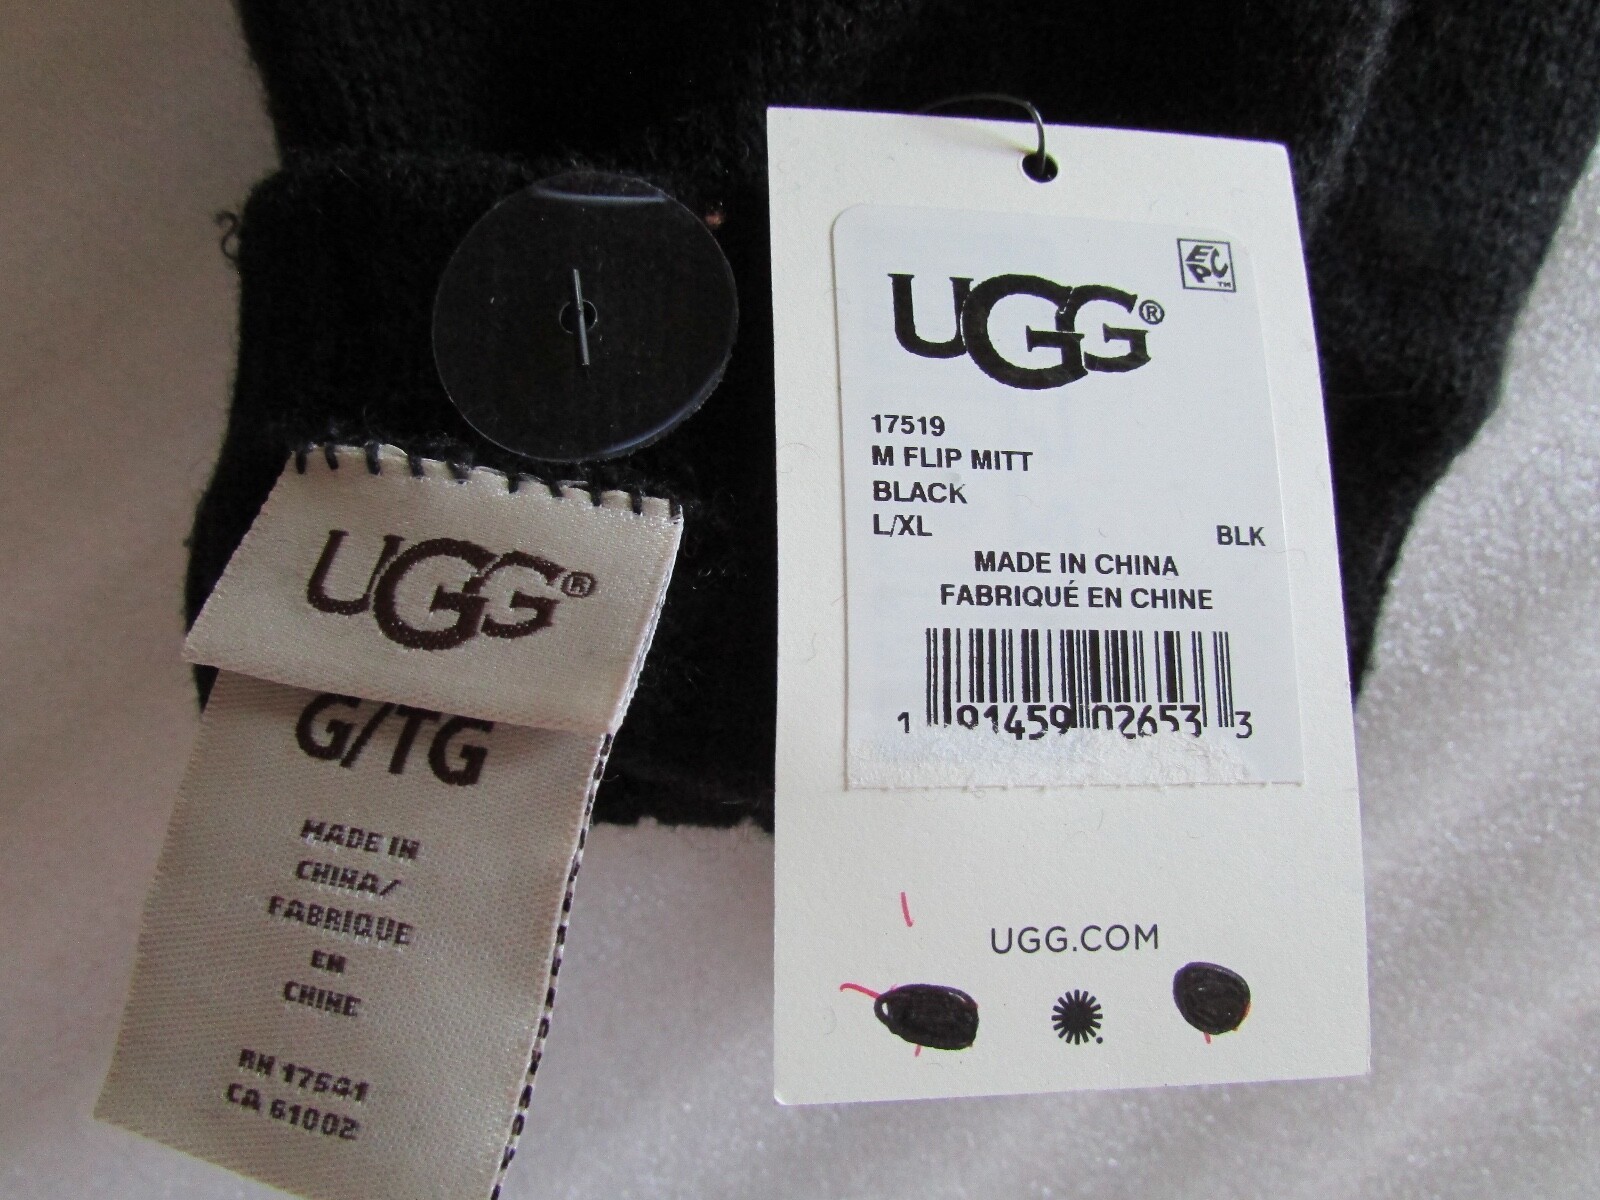 UGG®
G/TG
MADE IN
CHINA/
FABRIQUE
EN
CHINE
RN 17541
CA 61002
EPC™
UGG®
17519
M FLIP MITT
BLACK
L/XL
BLK
MADE IN CHINA
FABRIQUÉ EN CHINE
1 91459 02653 3
UGG.COM